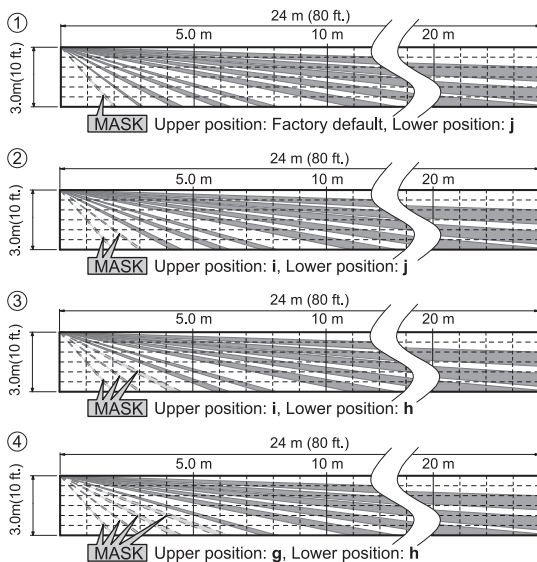 ①
24 m (80 ft.)
5.0 m 10 m 20 m
3.0m(10 ft.)
MASK Upper position: Factory default, Lower position: j
②
24 m (80 ft.)
5.0 m 10 m 20 m
3.0m(10 ft.)
MASK Upper position: i, Lower position: j
③
24 m (80 ft.)
5.0 m 10 m 20 m
3.0m(10 ft.)
MASK Upper position: i, Lower position: h
④
24 m (80 ft.)
5.0 m 10 m 20 m
3.0m(10 ft.)
MASK Upper position: g, Lower position: h